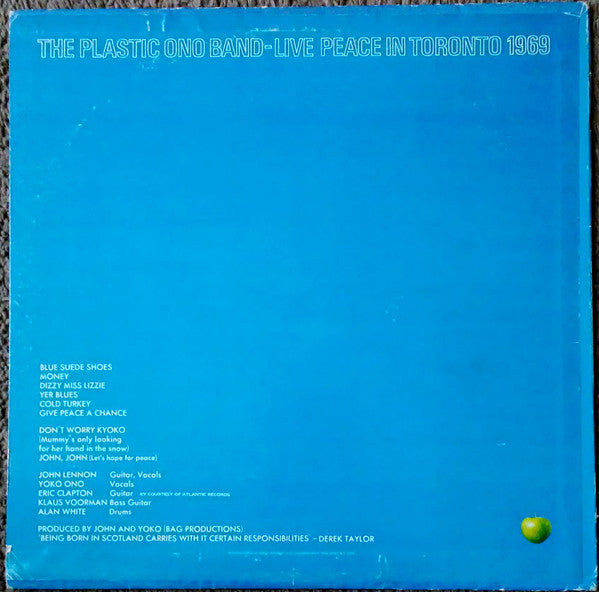 THE PLASTIC ONO BAND-LIVE PEACE IN TORONTO 1969
BLUE SUEDE SHOES
MONEY
DIZZY MISS LIZZIE
YER BLUES
COLD TURKEY
GIVE PEACE A CHANCE
DON'T WORRY KYOKO
(Mummy's only looking
for her hand in the snow)
JOHN, JOHN (Let's hope for peace)
JOHN LENNON Guitar, Vocals
YOKO ONO Vocals
ERIC CLAPTON Guitar BY COURTESY OF ATLANTIC RECORDS
KLAUS VOORMAN Bass Guitar
ALAN WHITE Drums
PRODUCED BY JOHN AND YOKO (BAG PRODUCTIONS)
'BEING BORN IN SCOTLAND CARRIES WITH IT CERTAIN RESPONSIBILITIES' - DEREK TAYLOR